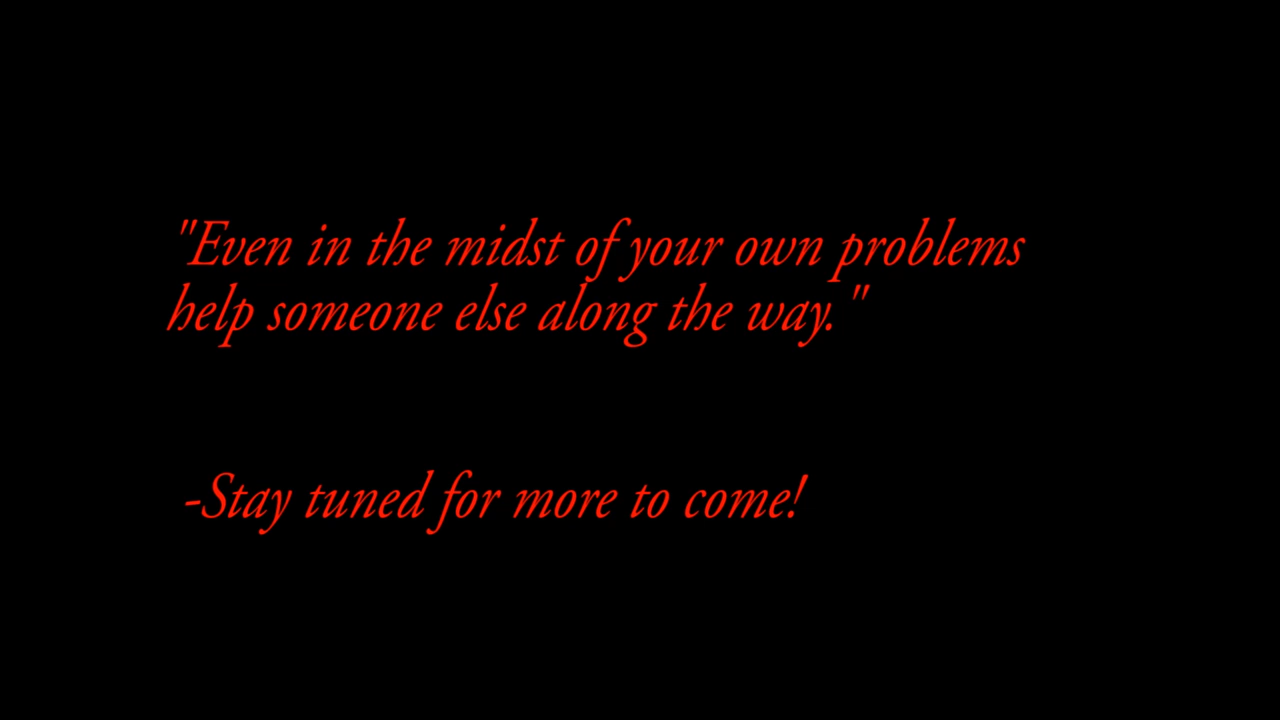 "Even in the midst of your own problems
help someone else along the way."
-Stay tuned for more to come!